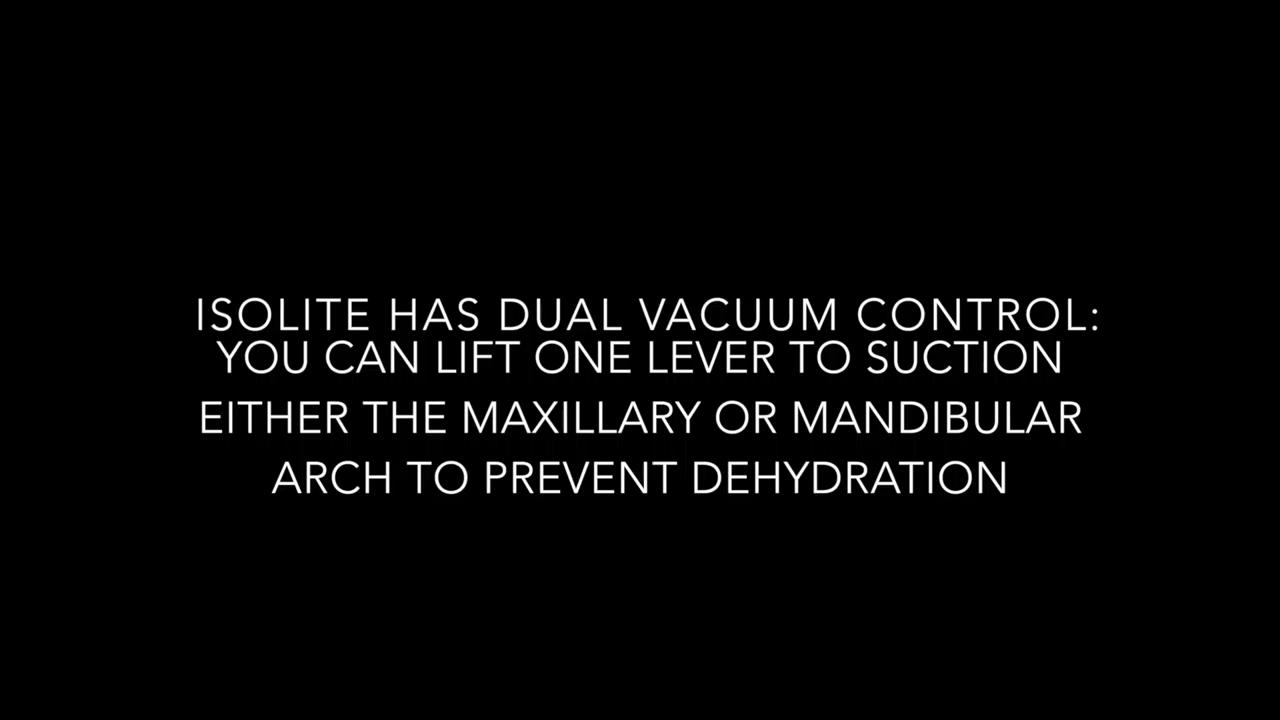 ISOLITE HAS DUAL VACUUM CONTROL:
YOU CAN LIFT ONE LEVER TO SUCTION
EITHER THE MAXILLARY OR MANDIBULAR
ARCH TO PREVENT DEHYDRATION